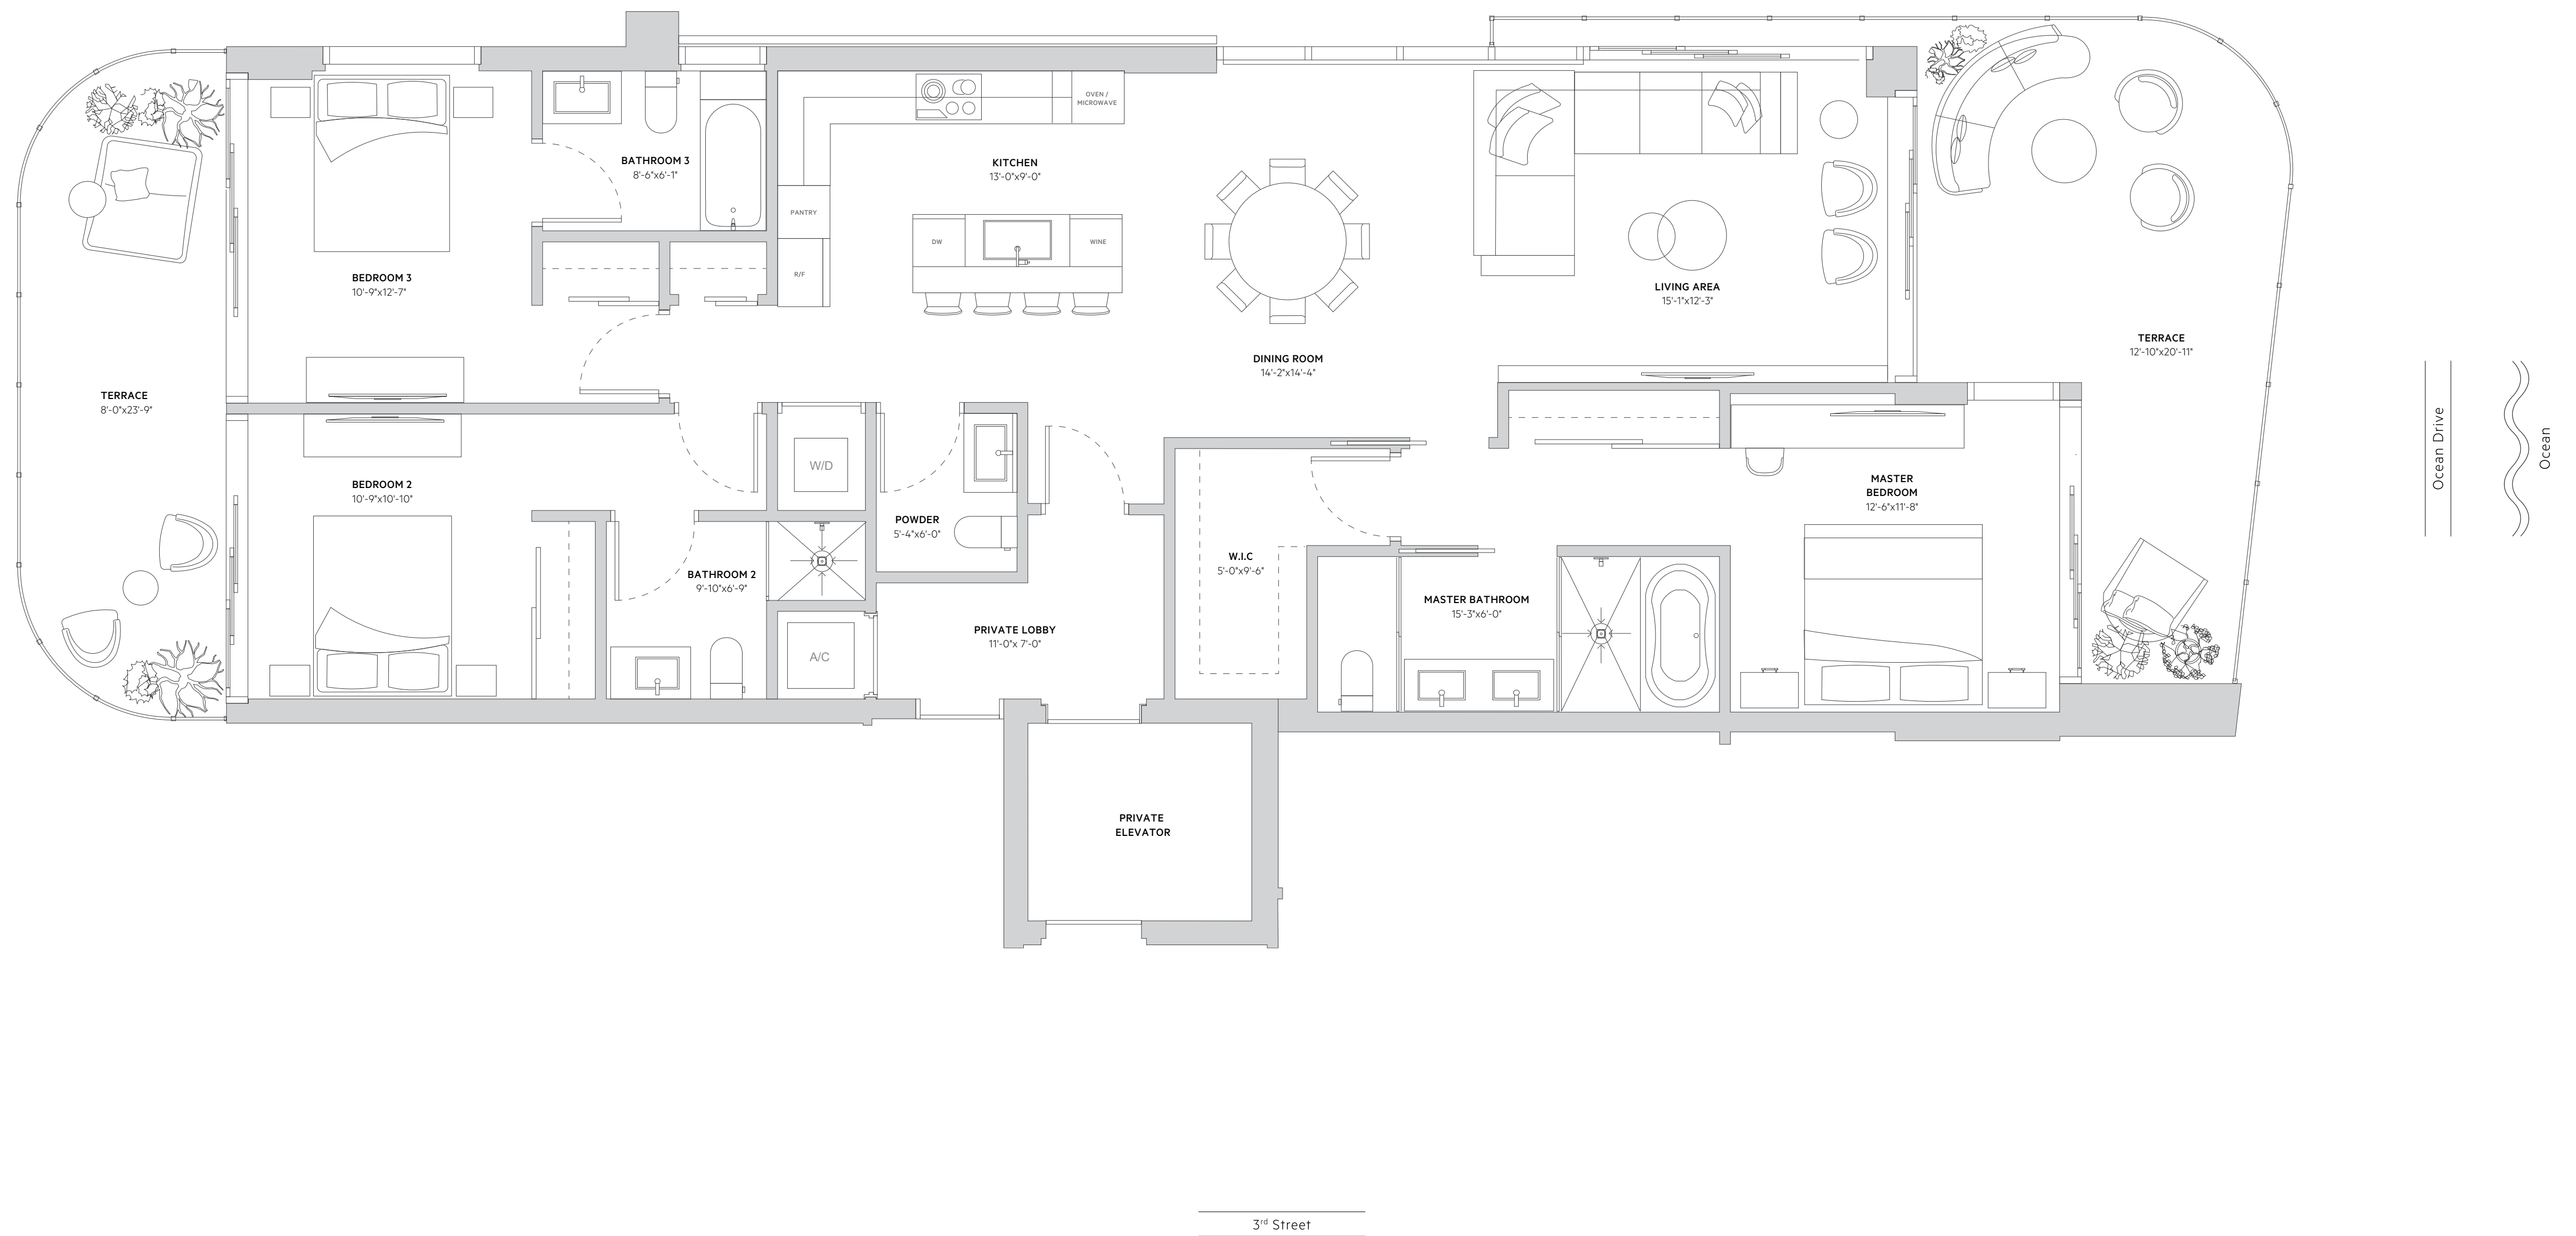 BATHROOM 3
8'-6"x6'-1"
KITCHEN
13'-0"x9'-0"
OVEN /
MICROWAVE
PANTRY
R/F
DW
WINE
BEDROOM 3
10'-9"x12'-7"
LIVING AREA
15'-1"x12'-3"
DINING ROOM
14'-2"x14'-4"
TERRACE
12'-10"x20'-11"
TERRACE
8'-0"x23'-9"
BEDROOM 2
10'-9"x10'-10"
W/D
POWDER
5'-4"x6'-0"
BATHROOM 2
9'-10"x6'-9"
A/C
PRIVATE LOBBY
11'-0"x 7'-0"
W.I.C
5'-0"x9'-6"
MASTER BATHROOM
15'-3"x6'-0"
MASTER
BEDROOM
12'-6"x11'-8"
PRIVATE
ELEVATOR
Ocean Drive
Ocean
3rd Street